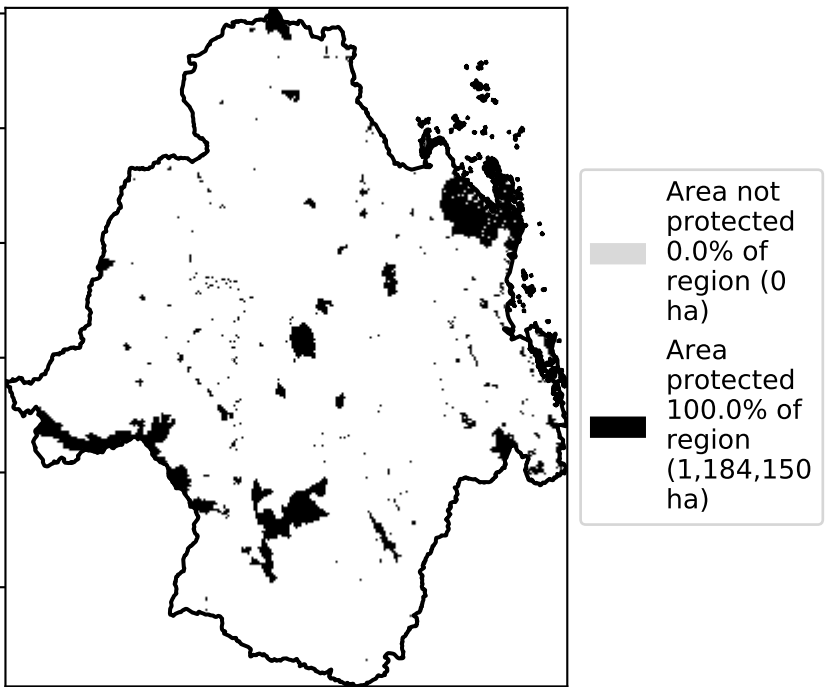 Area not
protected
0.0% of
region (0
ha)
Area
protected
100.0% of
region
(1,184,150
ha)